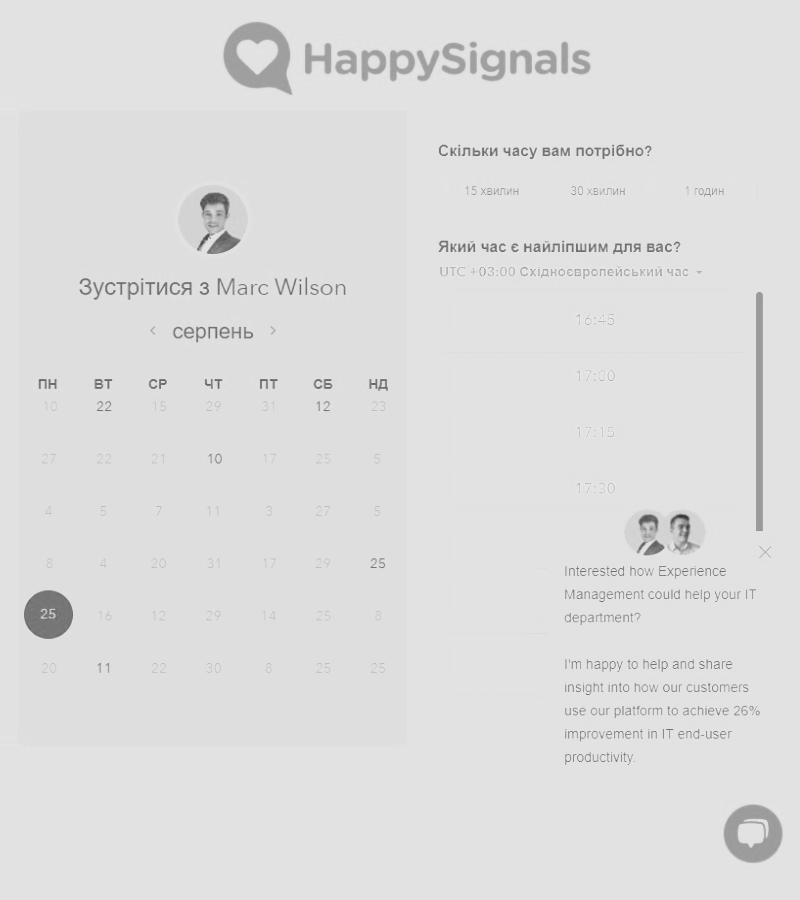 HappySignals
Зустрітися з Marc Wilson
серпень
ПН ВТ СР ЧТ ПТ СБ НД
10 22 15 29 31 12 23
27 22 21 10 17 25 5
4 5 7 11 3 27 5
8 4 20 31 17 29 25
25 16 12 29 14 25 8
20 11 22 30 8 25 25
Скільки часу вам потрібно?
15 хвилин 30 хвилин 1 годин
Який час є найліпшим для вас?
UTC +03:00 Східноєвропейський час
16:45
17:00
17:15
17:30
Interested how Experience
Management could help your IT
department?
I'm happy to help and share
insight into how our customers
use our platform to achieve 26%
improvement in IT end-user
productivity.